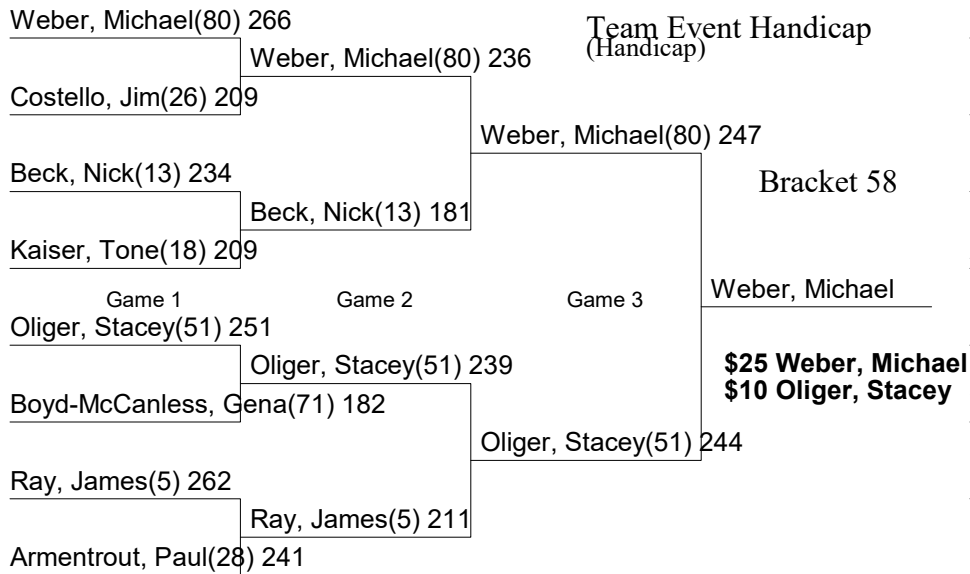 Weber, Michael(80) 266
Team Event Handicap
(Handicap)
Weber, Michael(80) 236
Costello, Jim(26) 209
Weber, Michael(80) 247
Beck, Nick(13) 234
Bracket 58
Beck, Nick(13) 181
Kaiser, Tone(18) 209
Game 1
Game 2
Game 3
Weber, Michael
Oliger, Stacey(51) 251
Oliger, Stacey(51) 239
$25 Weber, Michael
$10 Oliger, Stacey
Boyd-McCanless, Gena(71) 182
Oliger, Stacey(51) 244
Ray, James(5) 262
Ray, James(5) 211
Armentrout, Paul(28) 241